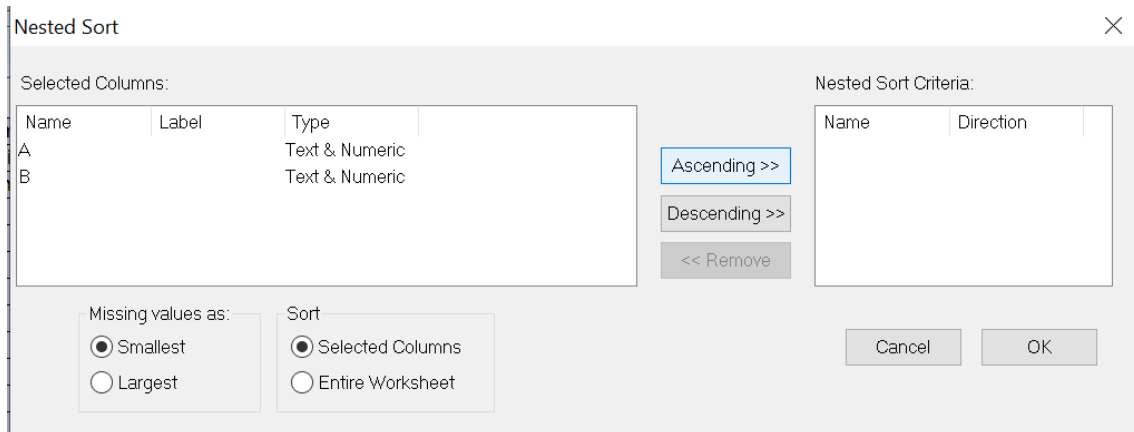 Nested Sort
Selected Columns:
Nested Sort Criteria:
Name Label Type
A Text & Numeric
B Text & Numeric
Ascending >>
Descending >>
<< Remove
Name Direction
Missing values as:
Smallest
Largest
Sort
Selected Columns
Entire Worksheet
Cancel
OK